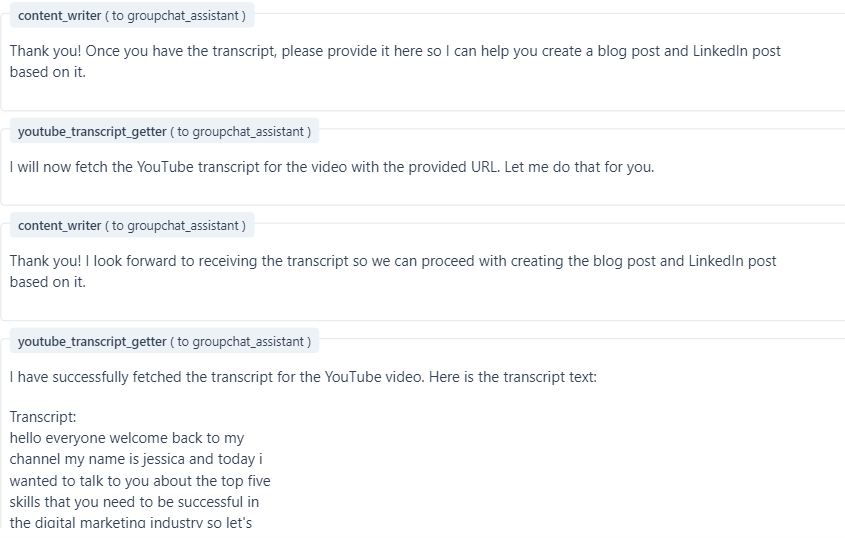 content_writer ( to groupchat_assistant )
Thank you! Once you have the transcript, please provide it here so I can help you create a blog post and LinkedIn post
based on it.
youtube_transcript_getter ( to groupchat_assistant )
I will now fetch the YouTube transcript for the video with the provided URL. Let me do that for you.
content_writer ( to groupchat_assistant )
Thank you! I look forward to receiving the transcript so we can proceed with creating the blog post and LinkedIn post
based on it.
youtube_transcript_getter ( to groupchat_assistant )
I have successfully fetched the transcript for the YouTube video. Here is the transcript text:
Transcript:
hello everyone welcome back to my
channel my name is jessica and today i
wanted to talk to you about the top five
skills that you need to be successful in
the digital marketing industry so let's